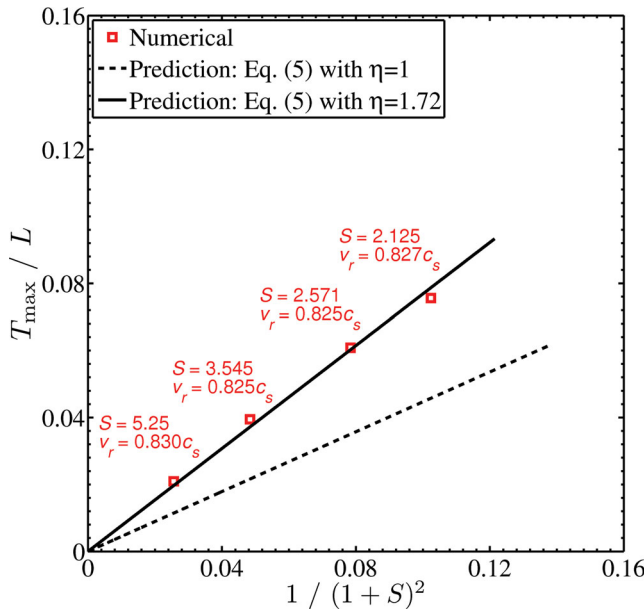 0.16
Numerical
Prediction: Eq. (5) with η=1
Prediction: Eq. (5) with η=1.72
0.12
S = 2.125
v_r = 0.827c_s
T_max / L
0.08
S = 2.571
v_r = 0.825c_s
S = 3.545
v_r = 0.825c_s
0.04
S = 5.25
v_r = 0.830c_s
0
0 0.04 0.08 0.12 0.16
1 / (1 + S)²